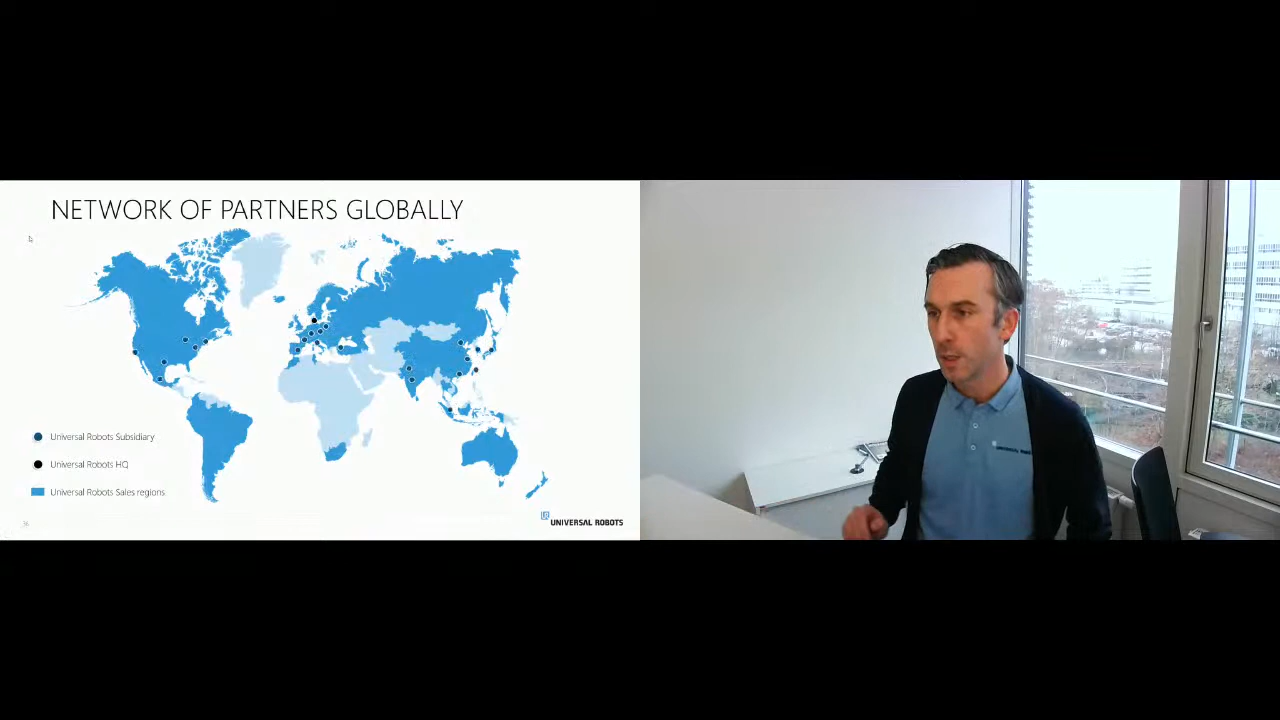 NETWORK OF PARTNERS GLOBALLY
Universal Robots Subsidiary
Universal Robots HQ
Universal Robots Sales regions
UNIVERSAL ROBOTS